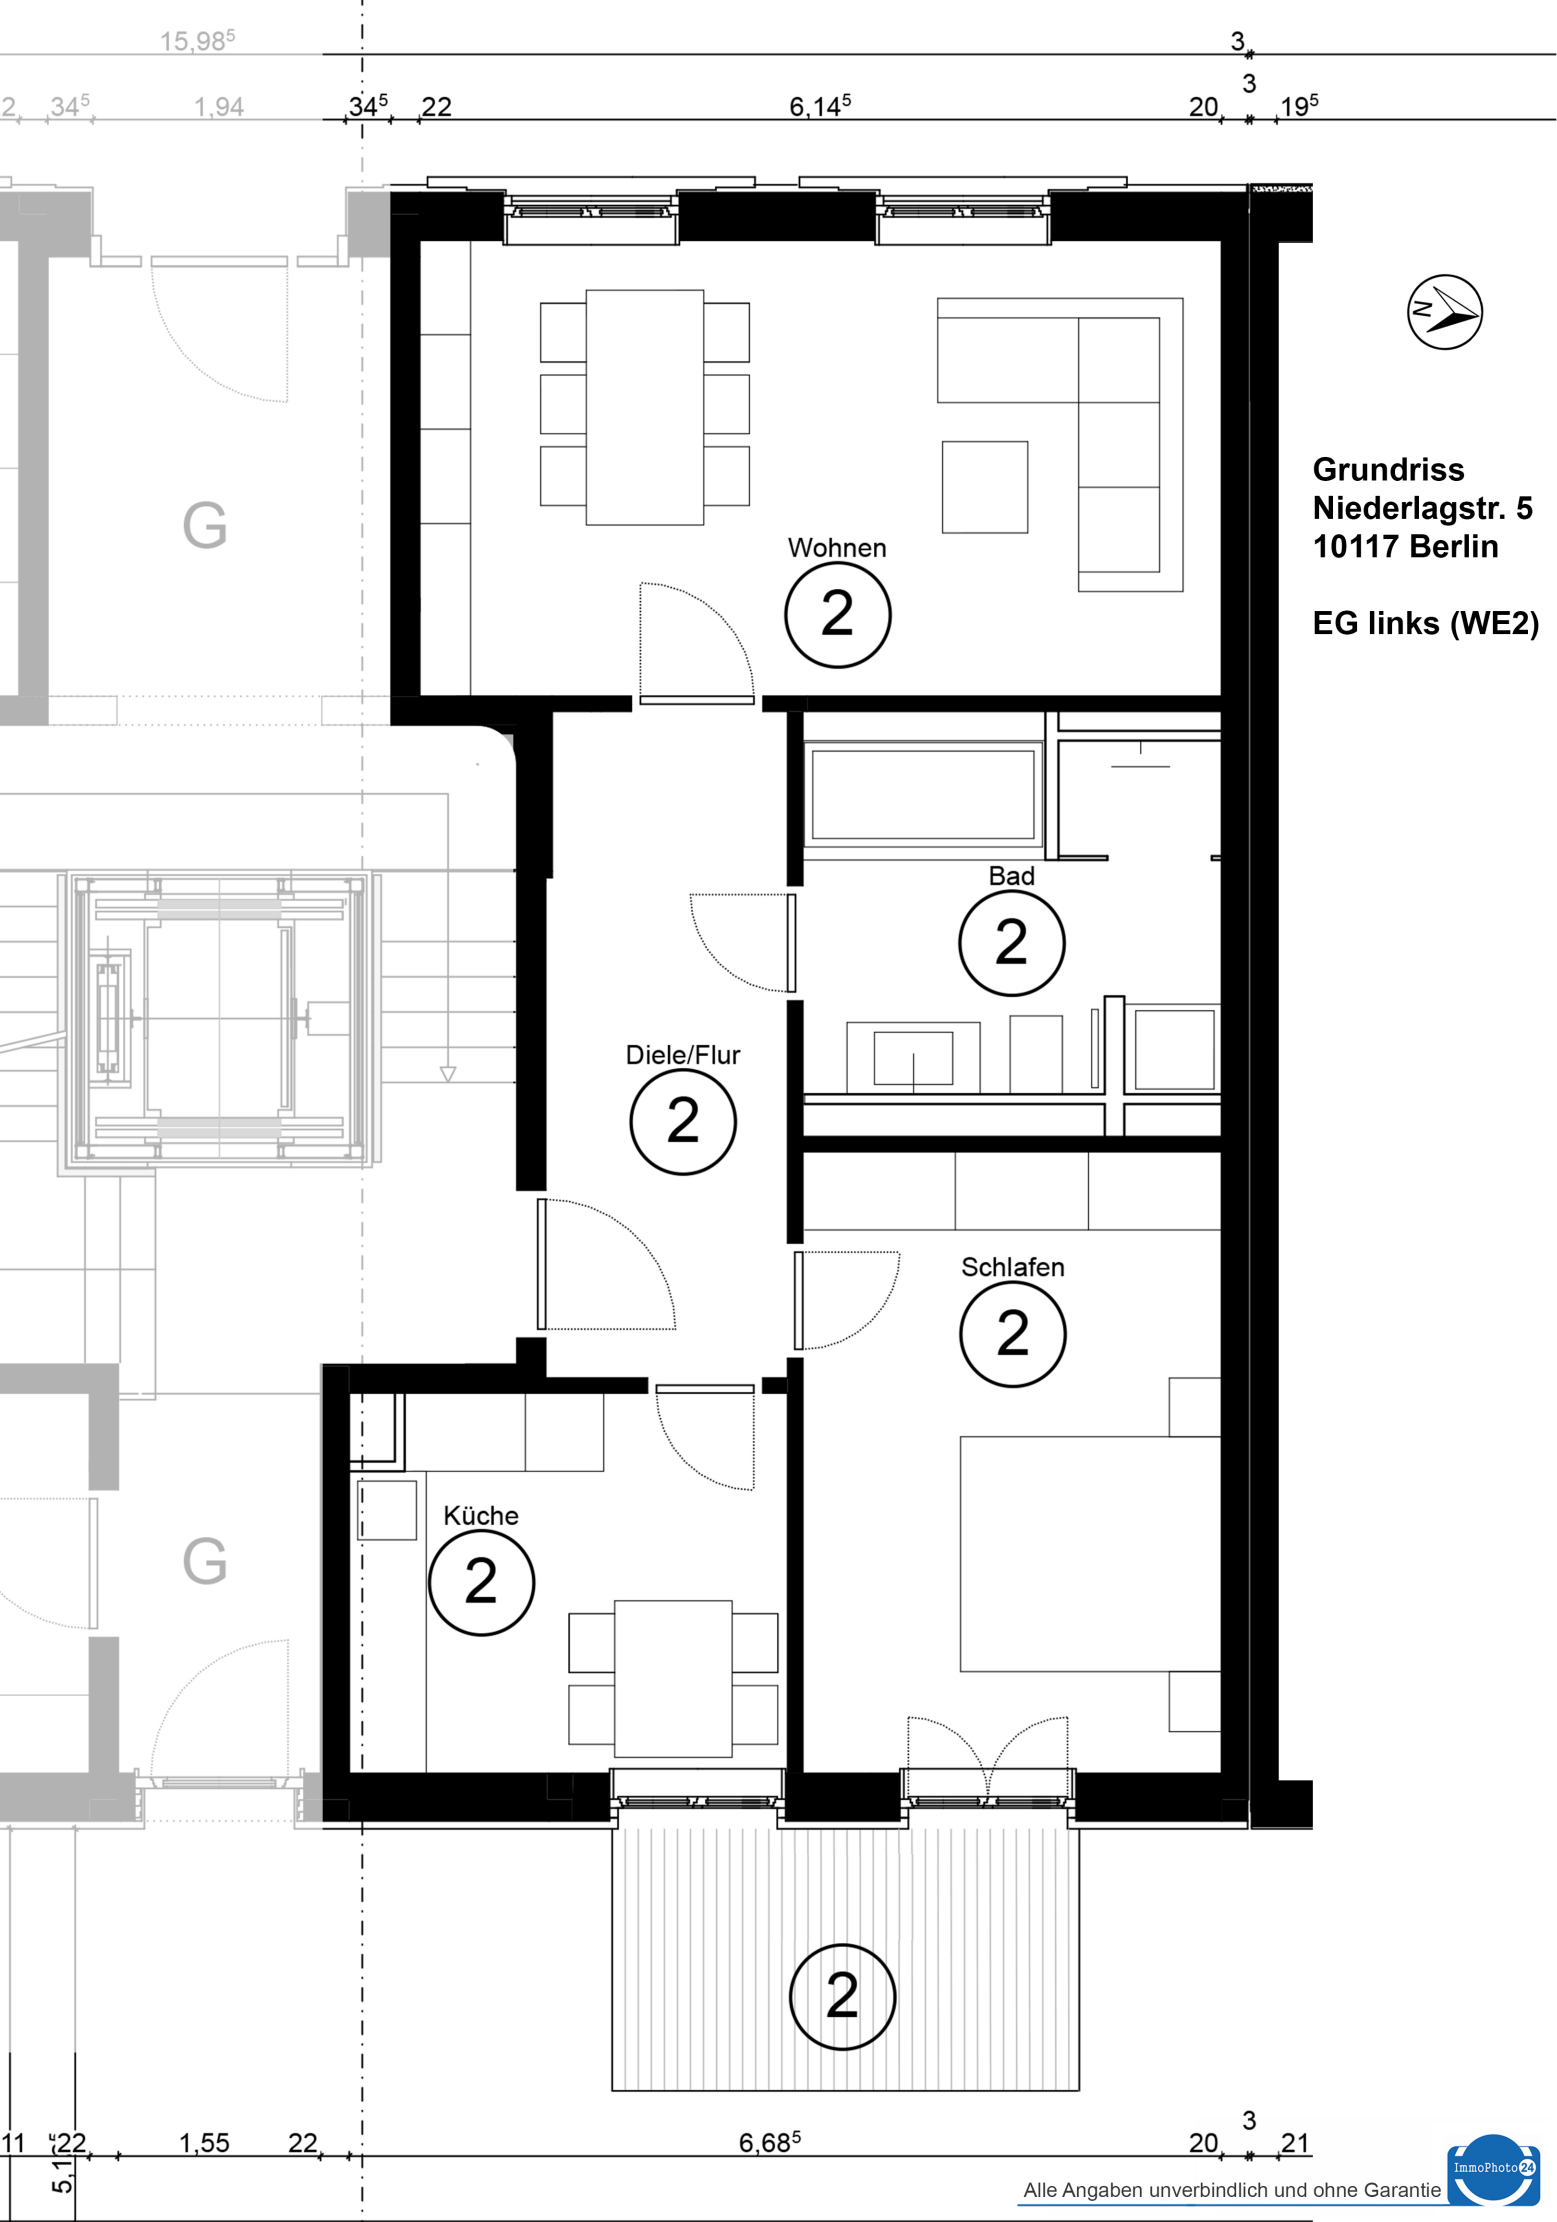 15,98⁵
3
3
2
34⁵
1,94
34⁵
22
6,14⁵
20
19⁵
N
Grundriss
Niederlagstr. 5
10117 Berlin
EG links (WE2)
G
Wohnen
2
Bad
2
Diele/Flur
2
Schlafen
2
Küche
2
G
2
3
11
22
1,55
22
6,68⁵
20
21
Alle Angaben unverbindlich und ohne Garantie
ImmoPhoto24